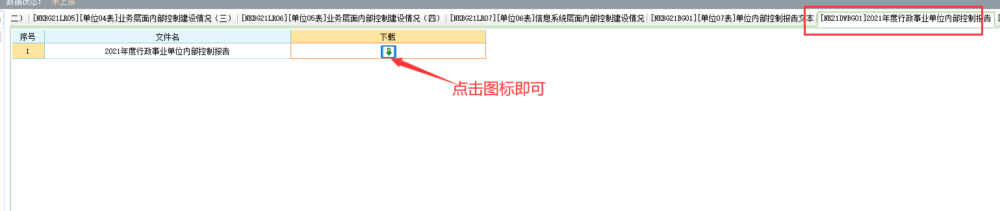 数据状态： 未上报
二）|[NKBG21LR05][单位04表]业务层面内部控制建设情况（三）|[NKBG21LR06][单位05表]业务层面内部控制建设情况（四）|[NKBG21LR07][单位06表]信息系统层面内部控制建设情况|[NKBG21BG01][单位07表]单位内部控制报告文本|[NK21DWBG01]2021年度行政事业单位内部控制报告
序号 文件名 下载
1 2021年度行政事业单位内部控制报告
点击图标即可